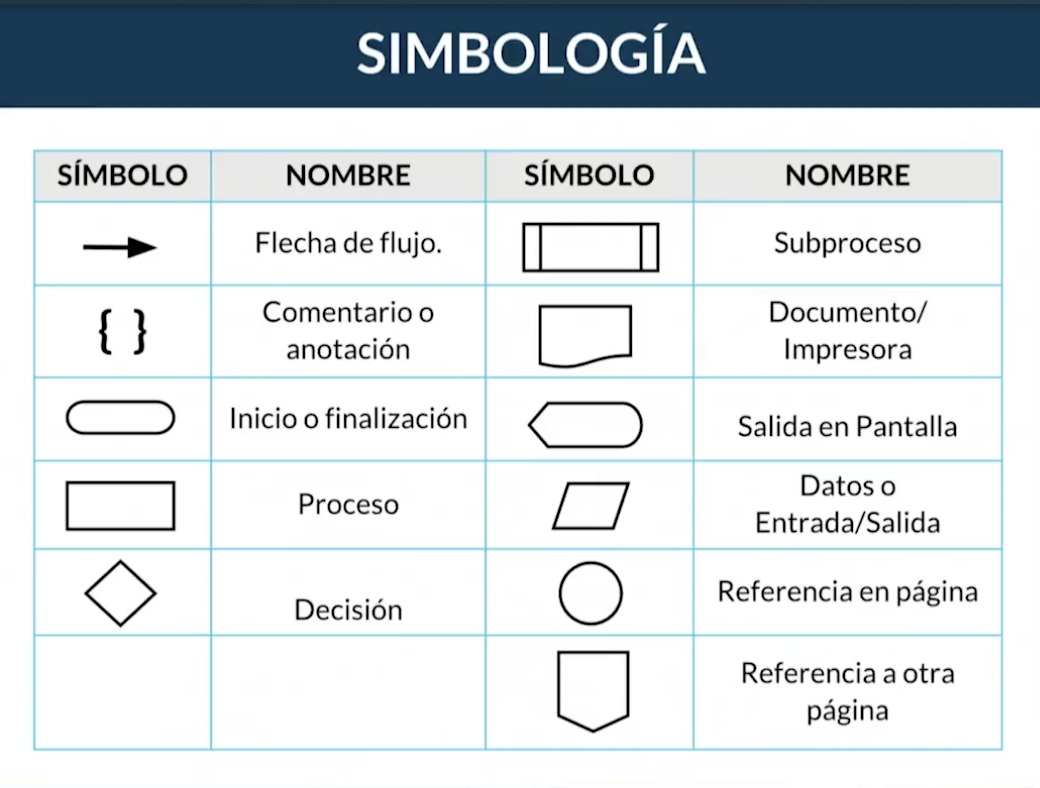 SIMBOLOGÍA
SÍMBOLO NOMBRE SÍMBOLO NOMBRE
Flecha de flujo. Subproceso
{ } Comentario o
anotación
Documento/
Impresora
Inicio o finalización Salida en Pantalla
Proceso
Datos o
Entrada/Salida
Decisión Referencia en página
Referencia a otra
página